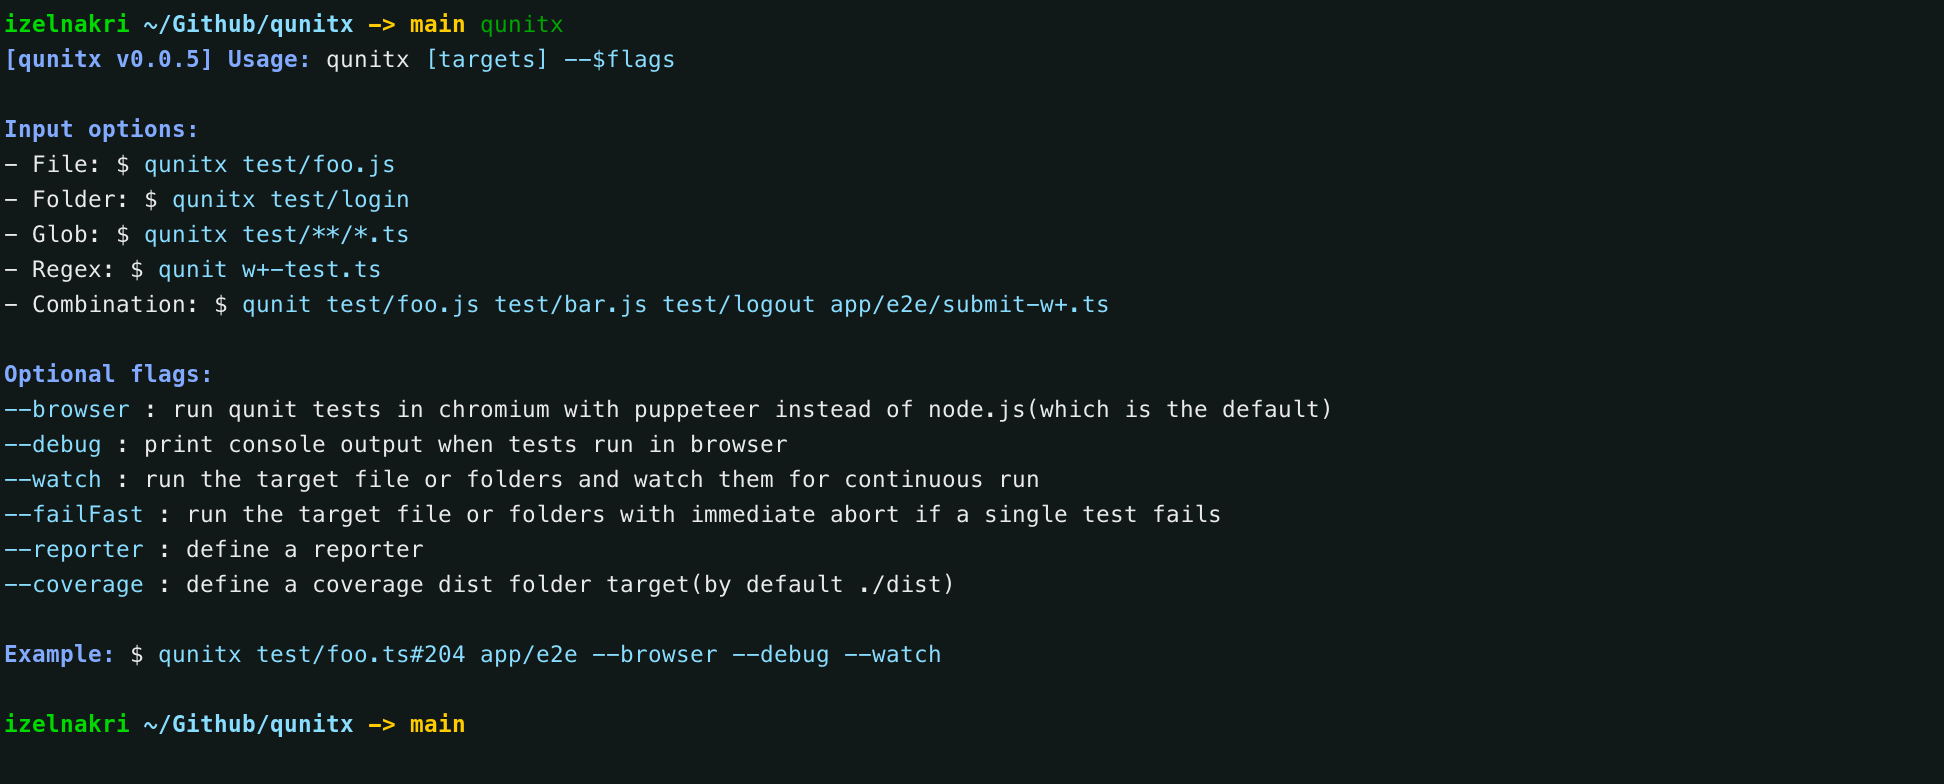 izelnakri ~/Github/qunitx -> main qunitx
[qunitx v0.0.5] Usage: qunitx [targets] --$flags
Input options:
- File: $ qunitx test/foo.js
- Folder: $ qunitx test/login
- Glob: $ qunitx test/**/*.ts
- Regex: $ qunit w+-test.ts
- Combination: $ qunit test/foo.js test/bar.js test/logout app/e2e/submit-w+.ts
Optional flags:
--browser : run qunit tests in chromium with puppeteer instead of node.js(which is the default)
--debug : print console output when tests run in browser
--watch : run the target file or folders and watch them for continuous run
--failFast : run the target file or folders with immediate abort if a single test fails
--reporter : define a reporter
--coverage : define a coverage dist folder target(by default ./dist)
Example: $ qunitx test/foo.ts#204 app/e2e --browser --debug --watch
izelnakri ~/Github/qunitx -> main